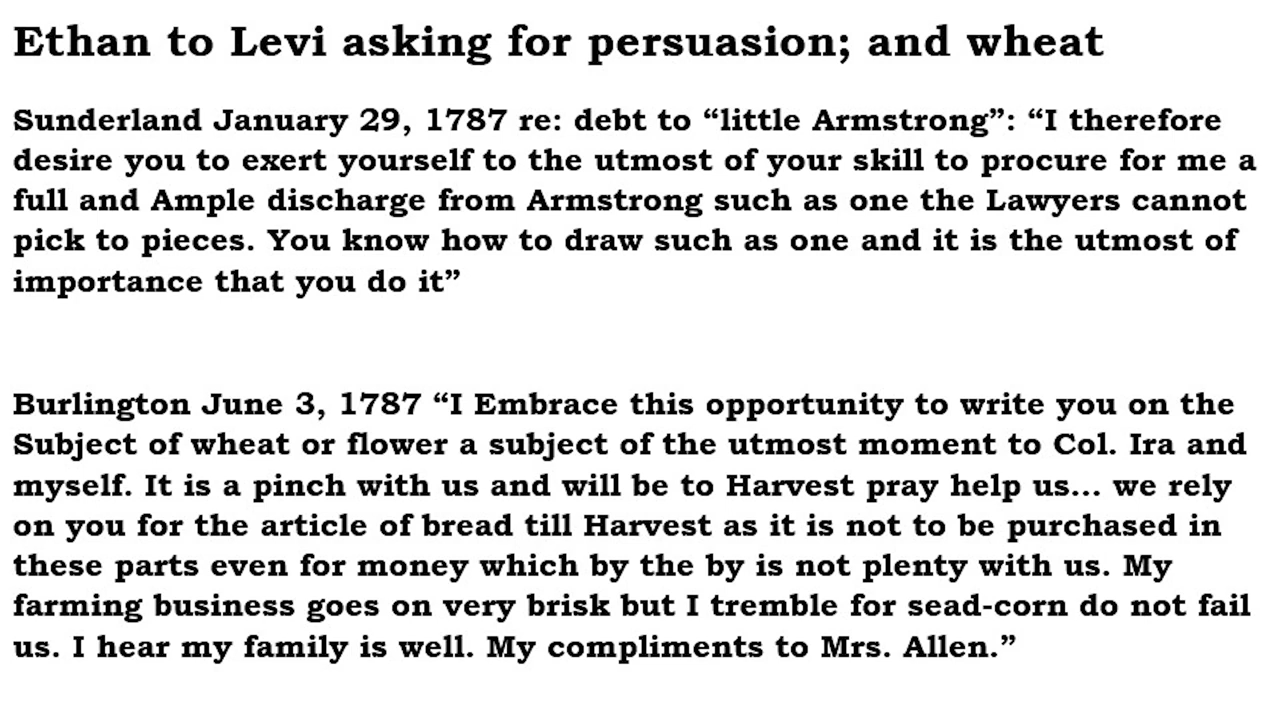 Ethan to Levi asking for persuasion; and wheat
Sunderland January 29, 1787 re: debt to “little Armstrong”: “I therefore
desire you to exert yourself to the utmost of your skill to procure for me a
full and Ample discharge from Armstrong such as one the Lawyers cannot
pick to pieces. You know how to draw such as one and it is the utmost of
importance that you do it”
Burlington June 3, 1787 “I Embrace this opportunity to write you on the
Subject of wheat or flower a subject of the utmost moment to Col. Ira and
myself. It is a pinch with us and will be to Harvest pray help us... we rely
on you for the article of bread till Harvest as it is not to be purchased in
these parts even for money which by the by is not plenty with us. My
farming business goes on very brisk but I tremble for sead-corn do not fail
us. I hear my family is well. My compliments to Mrs. Allen.”